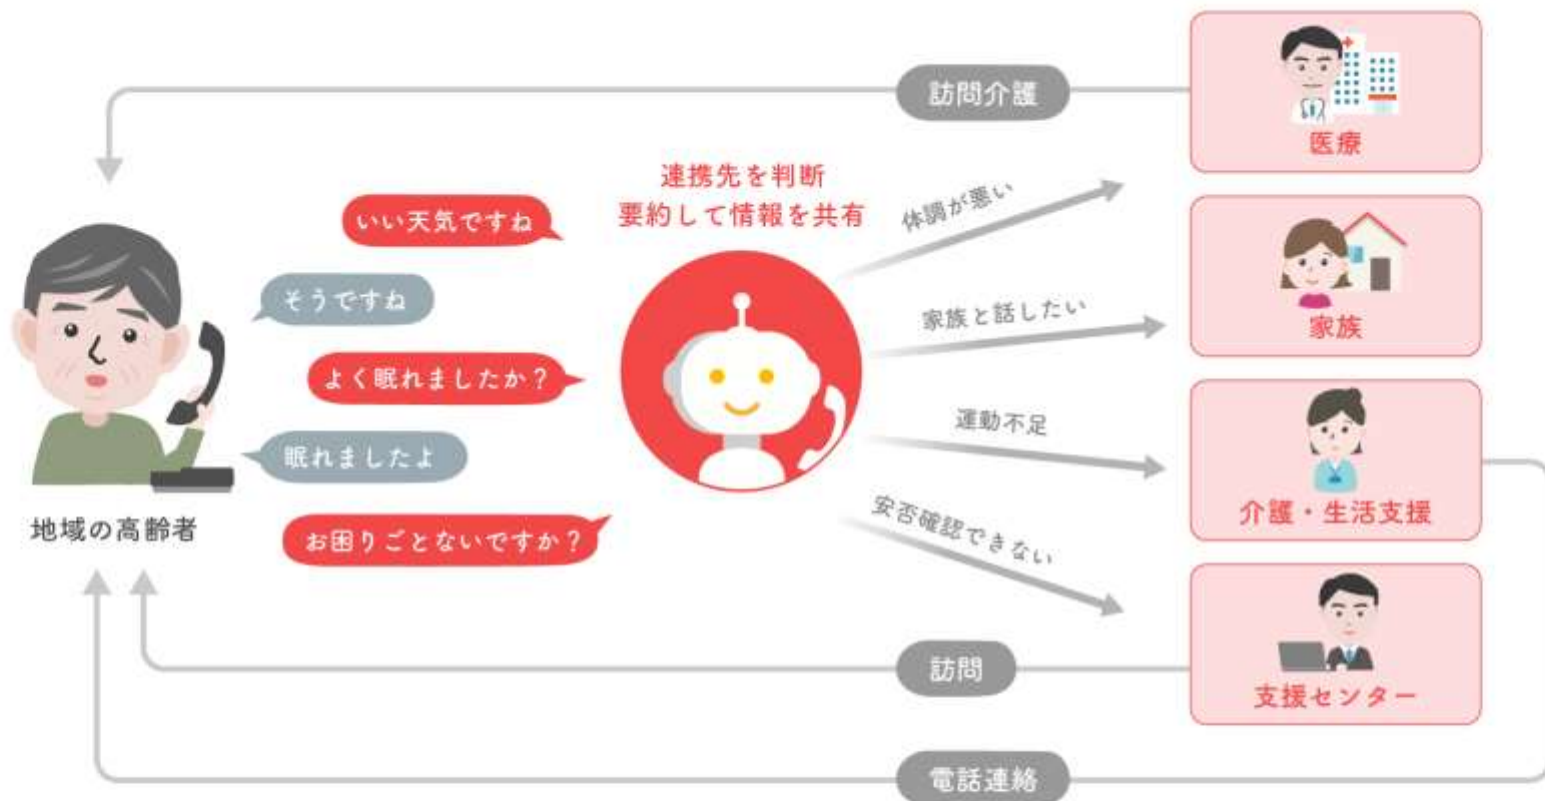 訪問介護
医療
連携先を判断
要約して情報を共有
体調が悪い
いい天気ですね
そうですね
家族と話したい
家族
よく眠れましたか？
運動不足
眠れましたよ
介護・生活支援
地域の高齢者
お困りごとないですか？
安否確認できない
訪問
支援センター
電話連絡